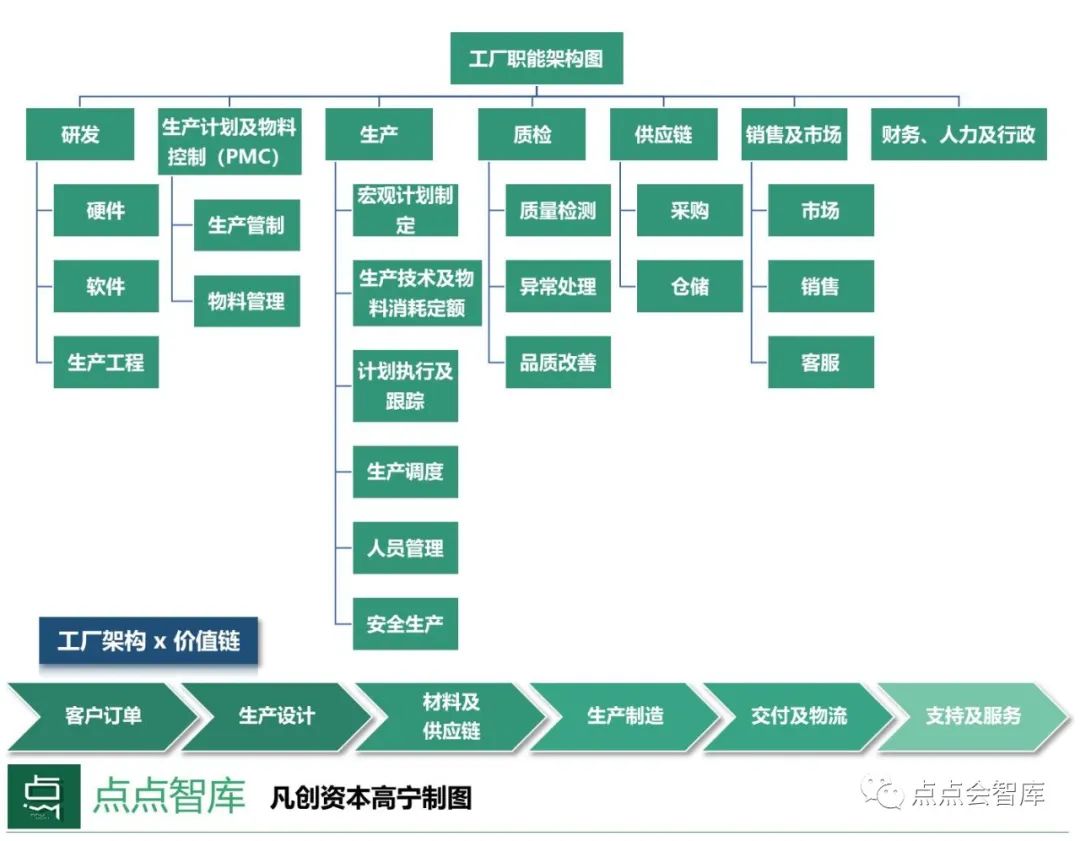 工厂职能架构图
研发
生产计划及物料
控制（PMC）
生产
质检
供应链
销售及市场
财务、人力及行政
硬件
软件
生产工程
生产管制
物料管理
宏观计划制
定
生产技术及物
料消耗定额
计划执行及
跟踪
生产调度
人员管理
安全生产
质量检测
异常处理
品质改善
采购
仓储
市场
销售
客服
工厂架构 x 价值链
客户订单
生产设计
材料及
供应链
生产制造
交付及物流
支持及服务
点点智库
凡创资本高宁制图
点点会智库